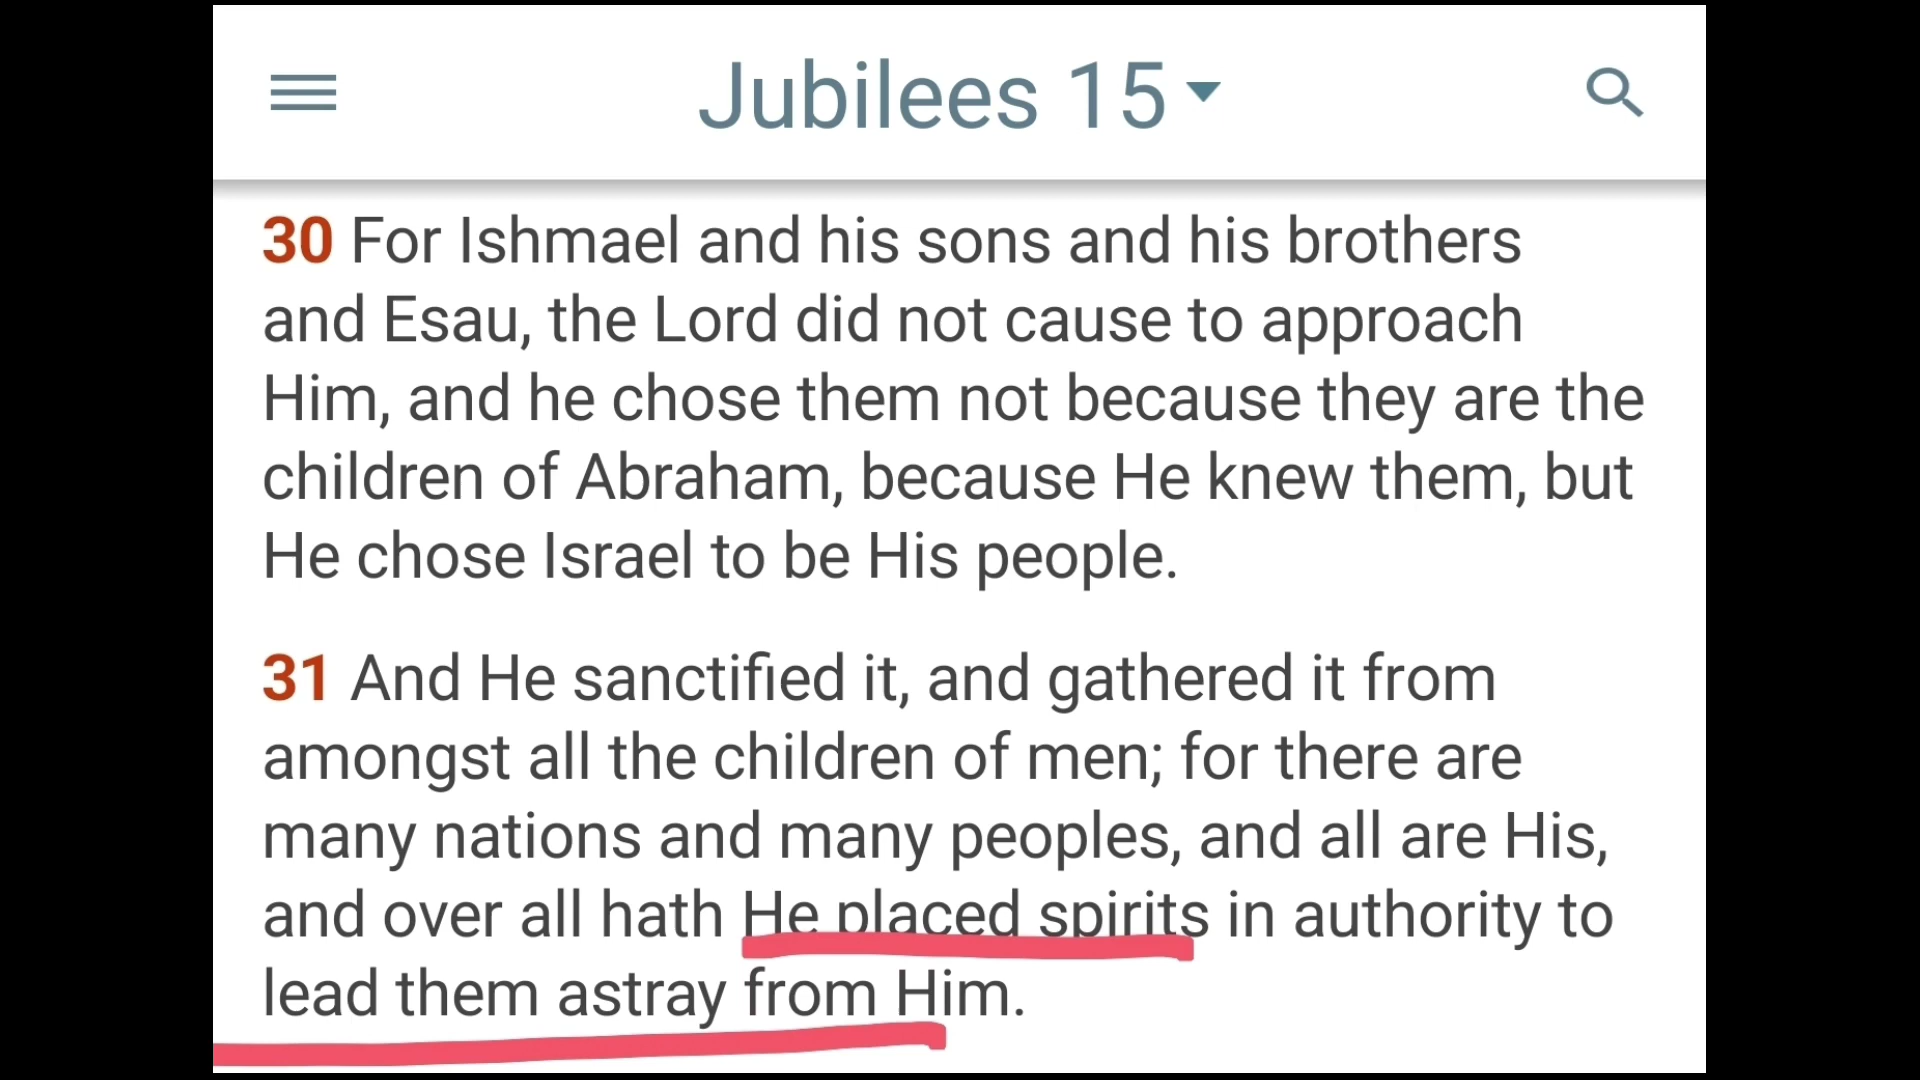 Jubilees 15
30 For Ishmael and his sons and his brothers
and Esau, the Lord did not cause to approach
Him, and he chose them not because they are the
children of Abraham, because He knew them, but
He chose Israel to be His people.
31 And He sanctified it, and gathered it from
amongst all the children of men; for there are
many nations and many peoples, and all are His,
and over all hath He placed spirits in authority to
lead them astray from Him.